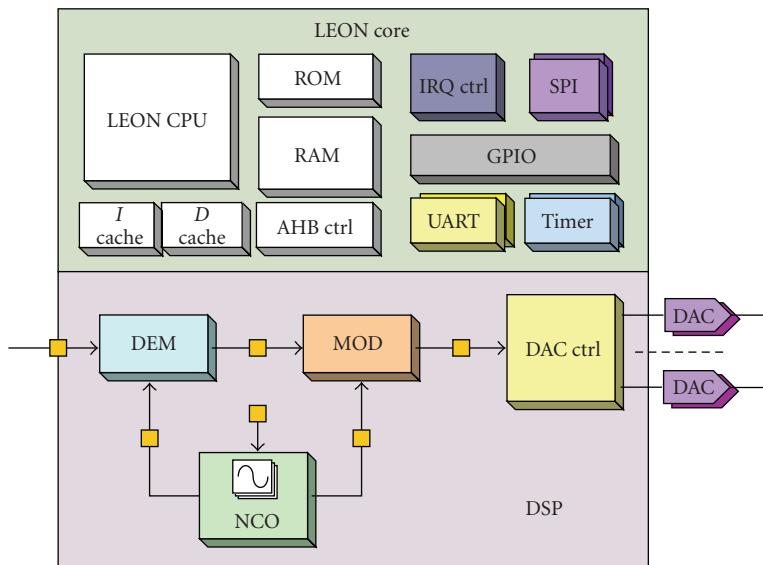 LEON core
LEON CPU
ROM
IRQ ctrl
SPI
RAM
GPIO
I
cache
D
cache
AHB ctrl
UART
Timer
DEM
MOD
DAC ctrl
DAC
DAC
NCO
DSP